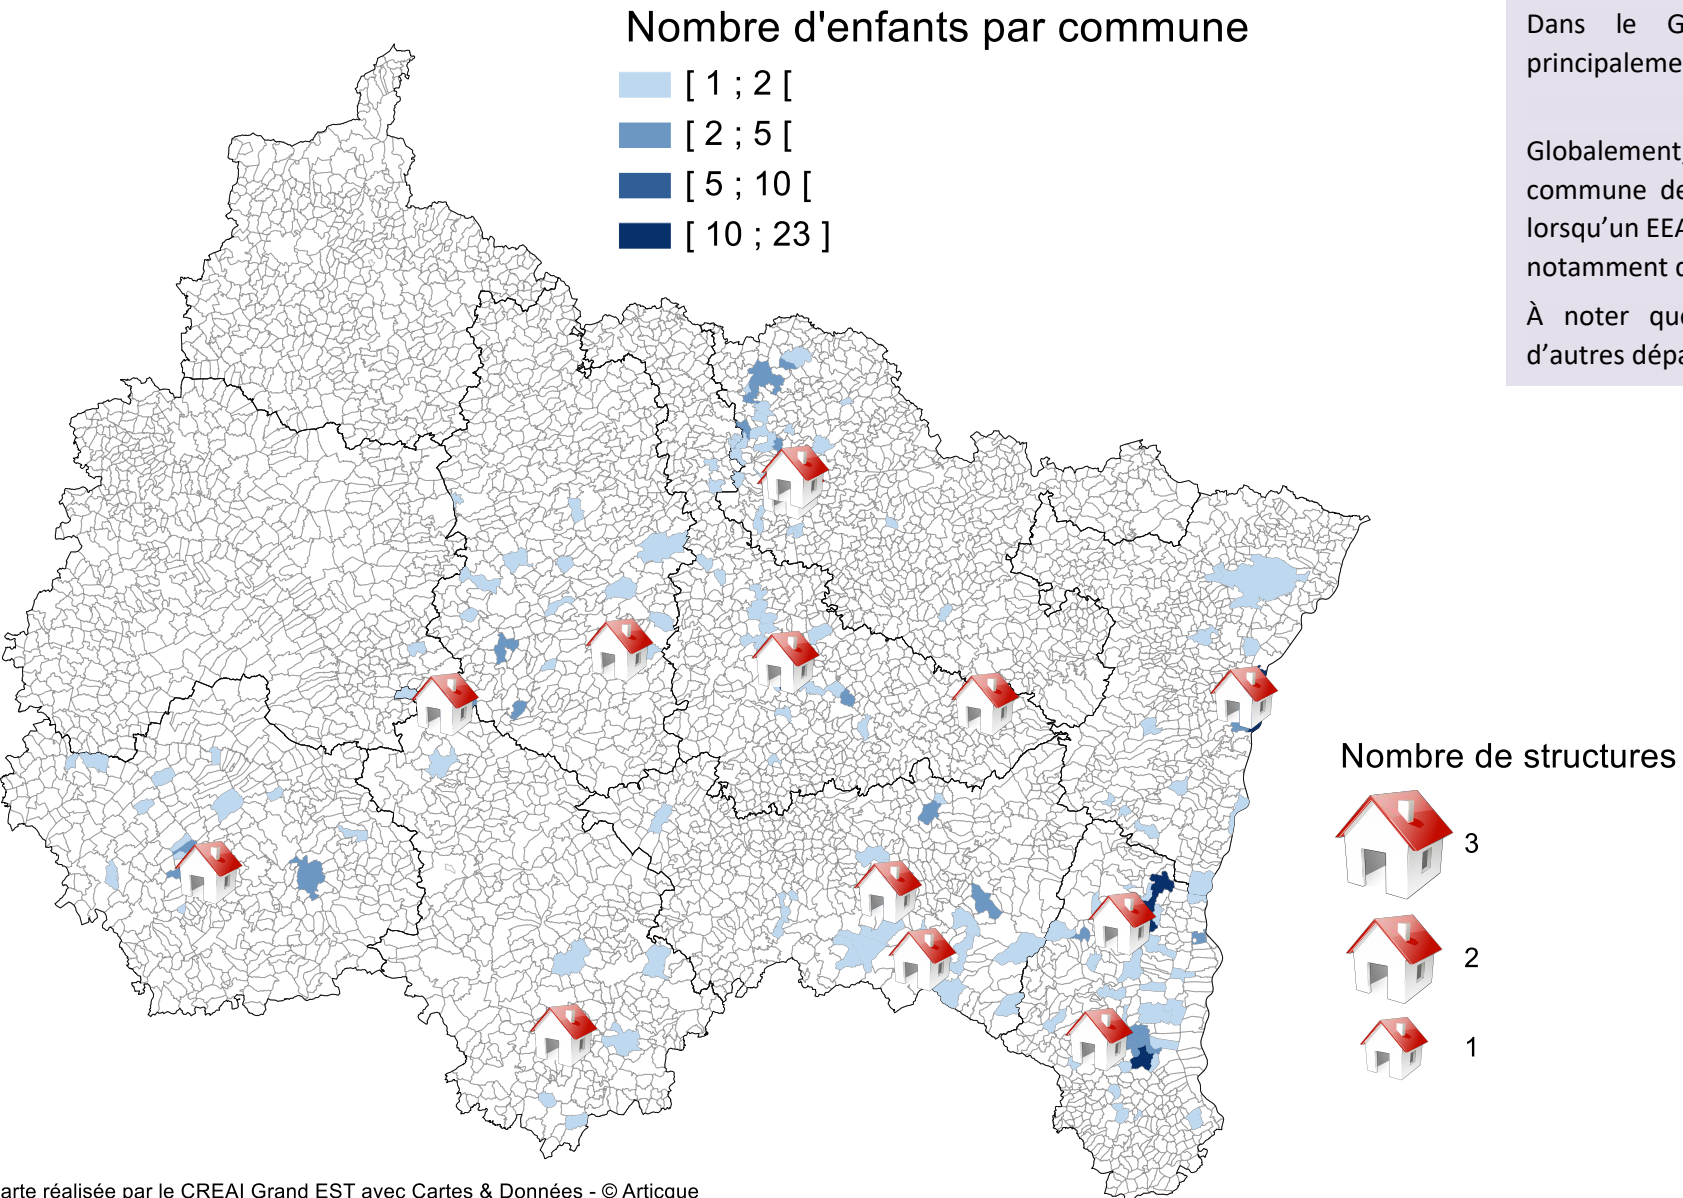 Nombre d'enfants par commune
[ 1 ; 2 [
[ 2 ; 5 [
[ 5 ; 10 [
[ 10 ; 23 ]
Dans le G
principaleme
Globalement,
commune de
lorsqu’un EEA
notamment d
À noter que
d’autres dépa
Nombre de structures
3
2
1
arte réalisée par le CREAI Grand EST avec Cartes & Données - © Articque